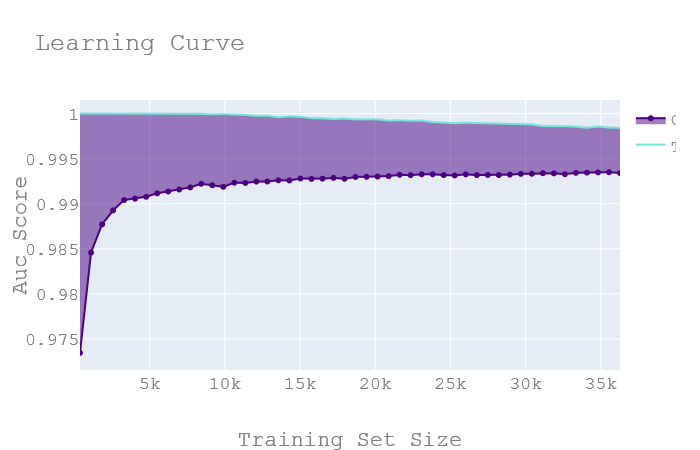 Learning Curve
Auc_Score
1
0.995
0.99
0.985
0.98
0.975
5k
10k
15k
20k
25k
30k
35k
Training Set Size